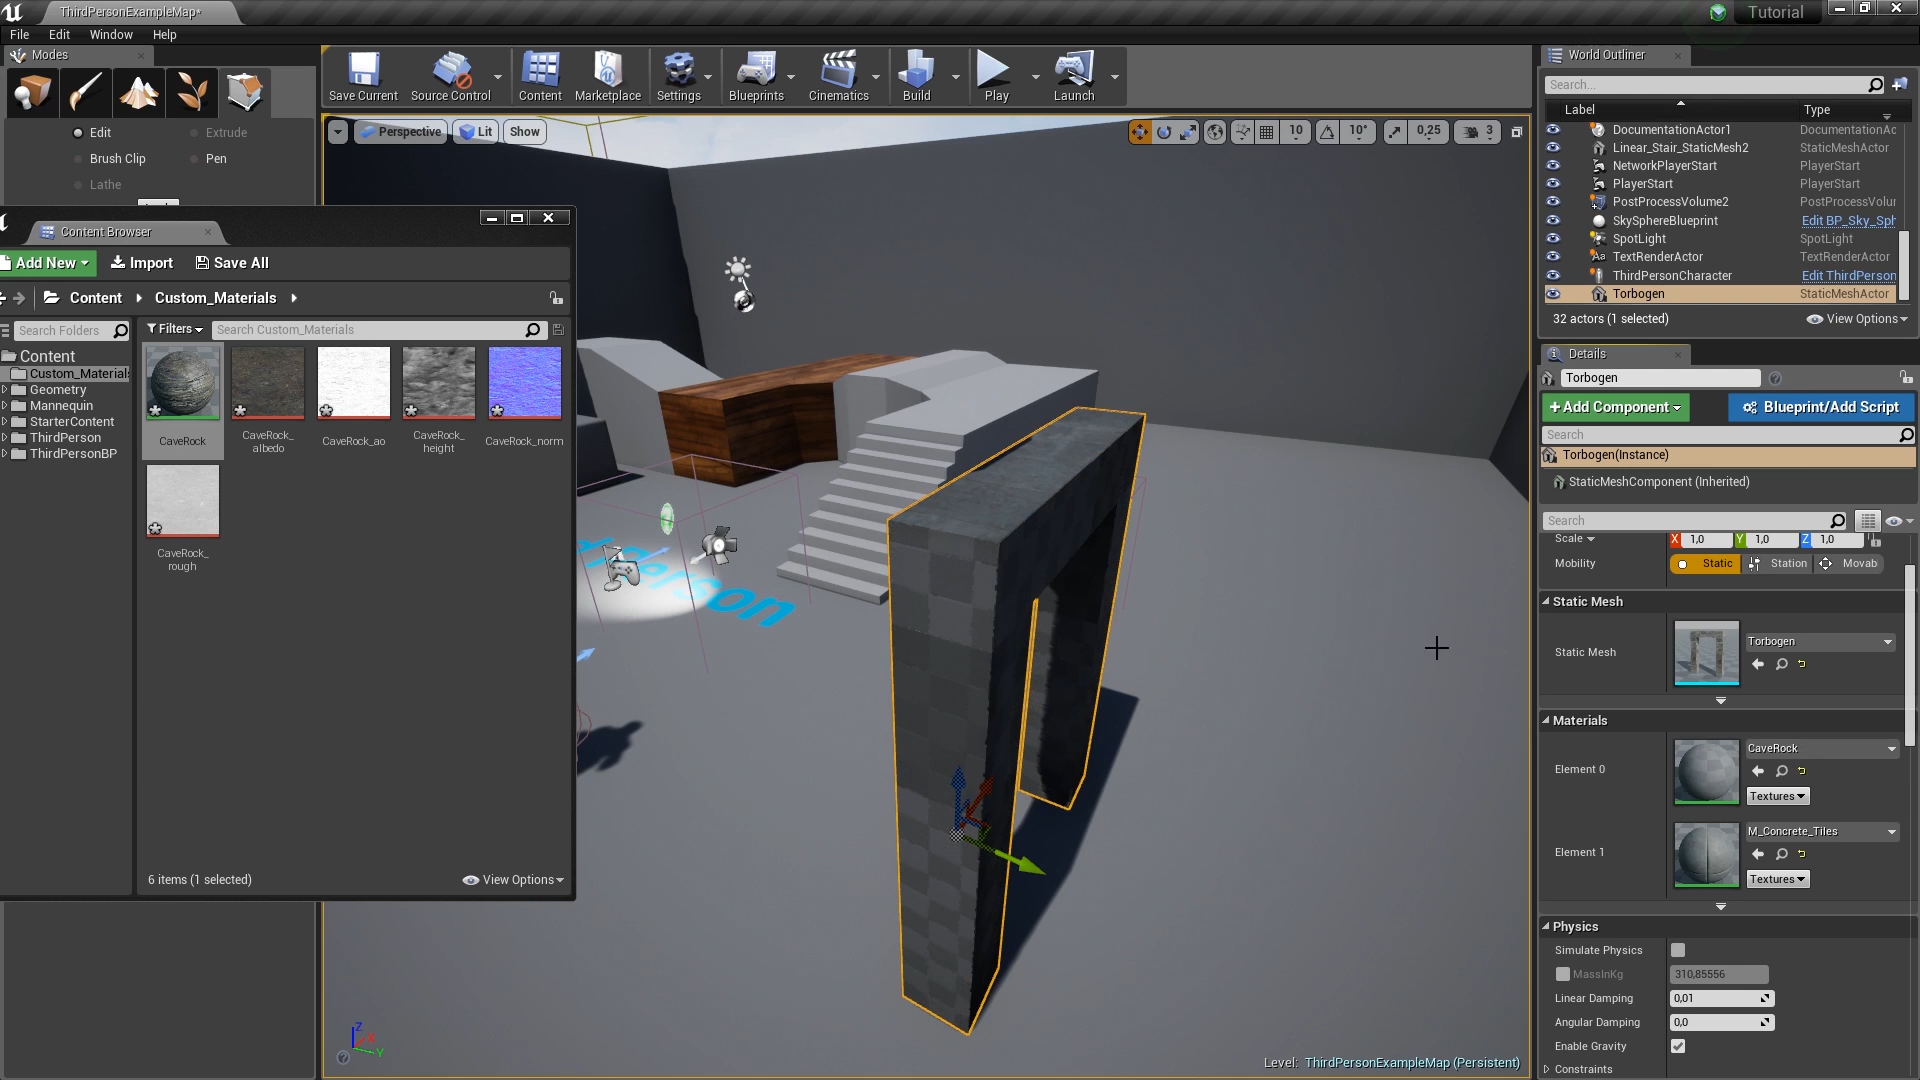 ThirdPersonExampleMap*
Tutorial
File Edit Window Help
Modes
Edit
Extrude
Brush Clip
Pen
Lathe
Save Current
Source Control
Content
Marketplace
Settings
Blueprints
Cinematics
Build
Play
Launch
Perspective
Lit
Show
10
10°
0,25
3
Content Browser
Add New
Import
Save All
Content
Custom_Materials
Search Folders
Filters
Search Custom_Materials
Content
Custom_Materials
Geometry
Mannequin
StarterContent
ThirdPerson
ThirdPersonBP
CaveRock
CaveRock_
albedo
CaveRock_ao
CaveRock_
height
CaveRock_norm
CaveRock_
rough
6 items (1 selected)
View Options
Level: ThirdPersonExampleMap (Persistent)
World Outliner
Search...
Label
Type
DocumentationActor1
DocumentationAc
Linear_Stair_StaticMesh2
StaticMeshActor
NetworkPlayerStart
PlayerStart
PlayerStart
PlayerStart
PostProcessVolume2
PostProcessVolur
SkySphereBlueprint
Edit BP_Sky_Sph
SpotLight
SpotLight
TextRenderActor
TextRenderActor
ThirdPersonCharacter
Edit ThirdPerson
Torbogen
StaticMeshActor
32 actors (1 selected)
View Options
Details
Torbogen
+Add Component
Blueprint/Add Script
Search
Torbogen(Instance)
StaticMeshComponent (Inherited)
Search
Scale
X 1,0
Y 1,0
Z 1,0
Mobility
Static
Station
Movab
Static Mesh
Static Mesh
Torbogen
Materials
Element 0
CaveRock
Textures
Element 1
M_Concrete_Tiles
Textures
Physics
Simulate Physics
MassInKg
310,85556
Linear Damping
0,01
Angular Damping
0,0
Enable Gravity
Constraints
Z
X
Y